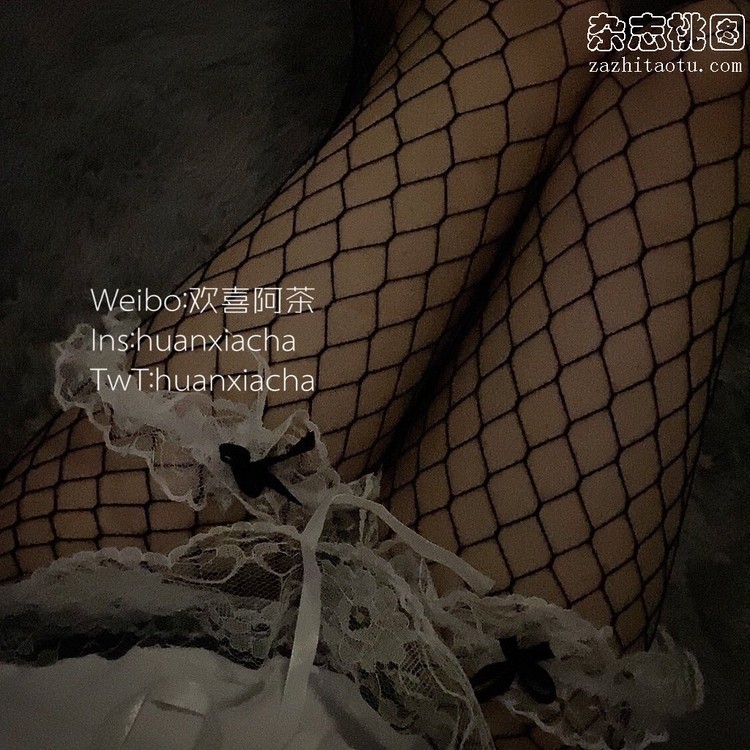 杂志桃图
zazhitaotu.com
Weibo:欢喜阿茶
Ins:huanxiacha
TwT:huanxiacha